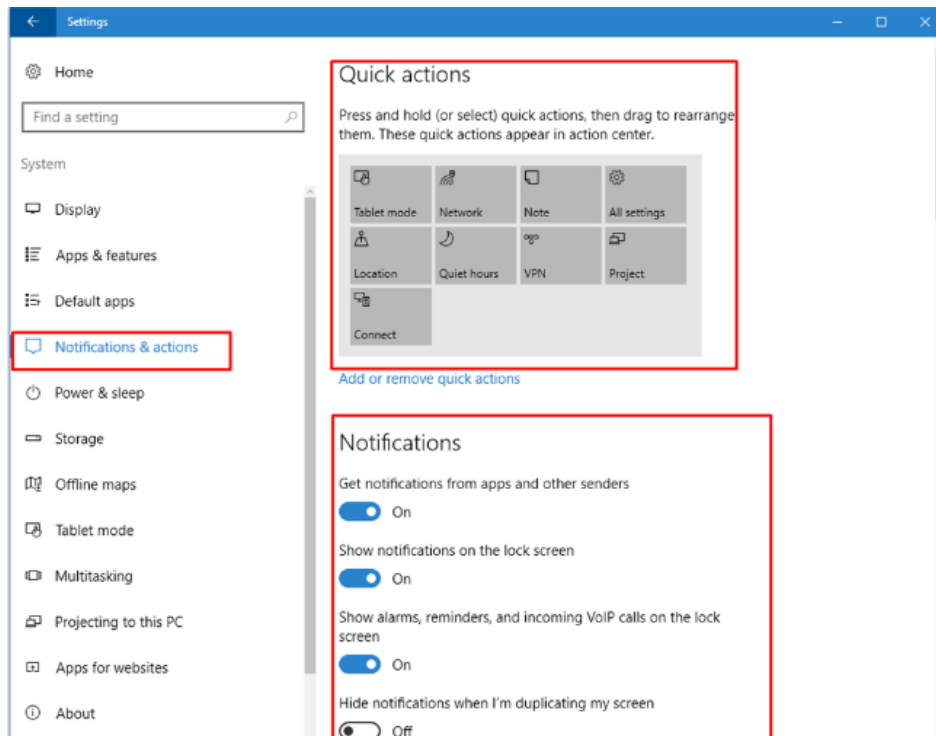 Settings
Home
Find a setting
System
Display
Apps & features
Default apps
Notifications & actions
Power & sleep
Storage
Offline maps
Tablet mode
Multitasking
Projecting to this PC
Apps for websites
About
Quick actions
Press and hold (or select) quick actions, then drag to rearrange
them. These quick actions appear in action center.
Tablet mode
Network
Note
All settings
Location
Quiet hours
VPN
Project
Connect
Add or remove quick actions
Notifications
Get notifications from apps and other senders
On
Show notifications on the lock screen
On
Show alarms, reminders, and incoming VoIP calls on the lock
screen
On
Hide notifications when I'm duplicating my screen
Off